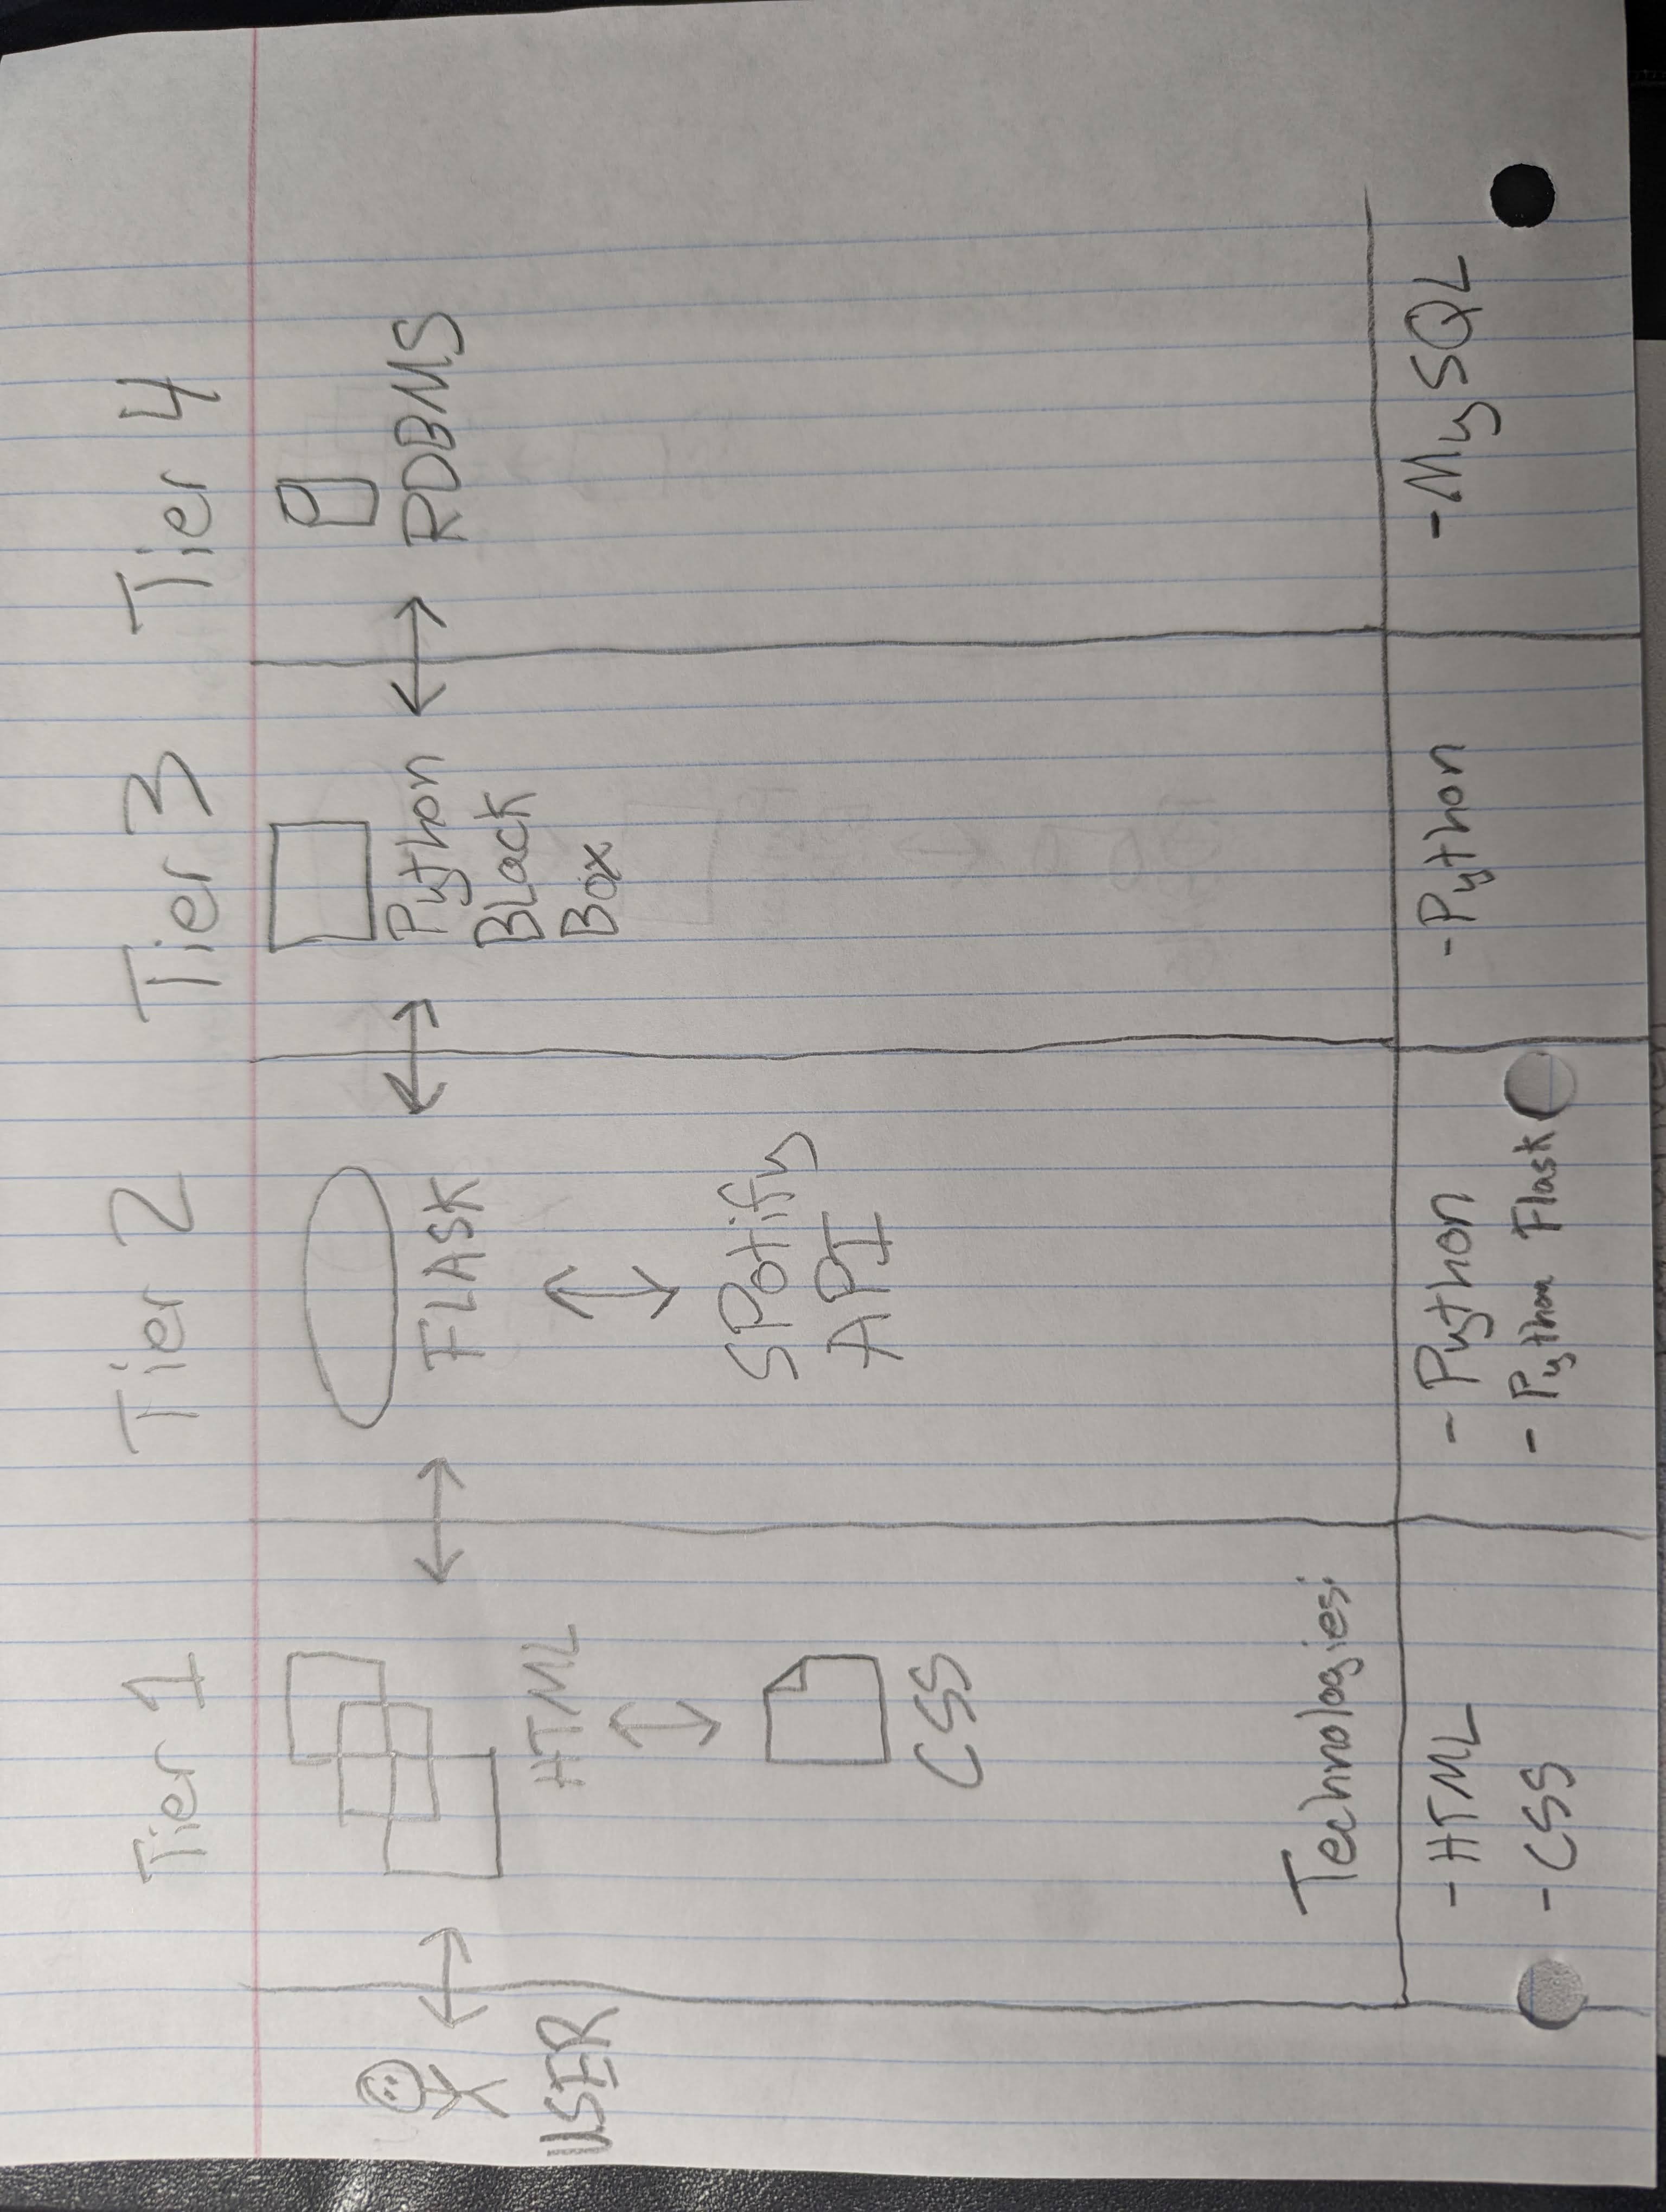 Tier 1
Tier 2
Tier 3
Tier 4
USER
HTML
CSS
FLASK
SPotify
API
Python
BLack
Box
RDBMS
Technologies:
-HTML
-CSS
- Python
- Python Flask
-Python
-MySQL